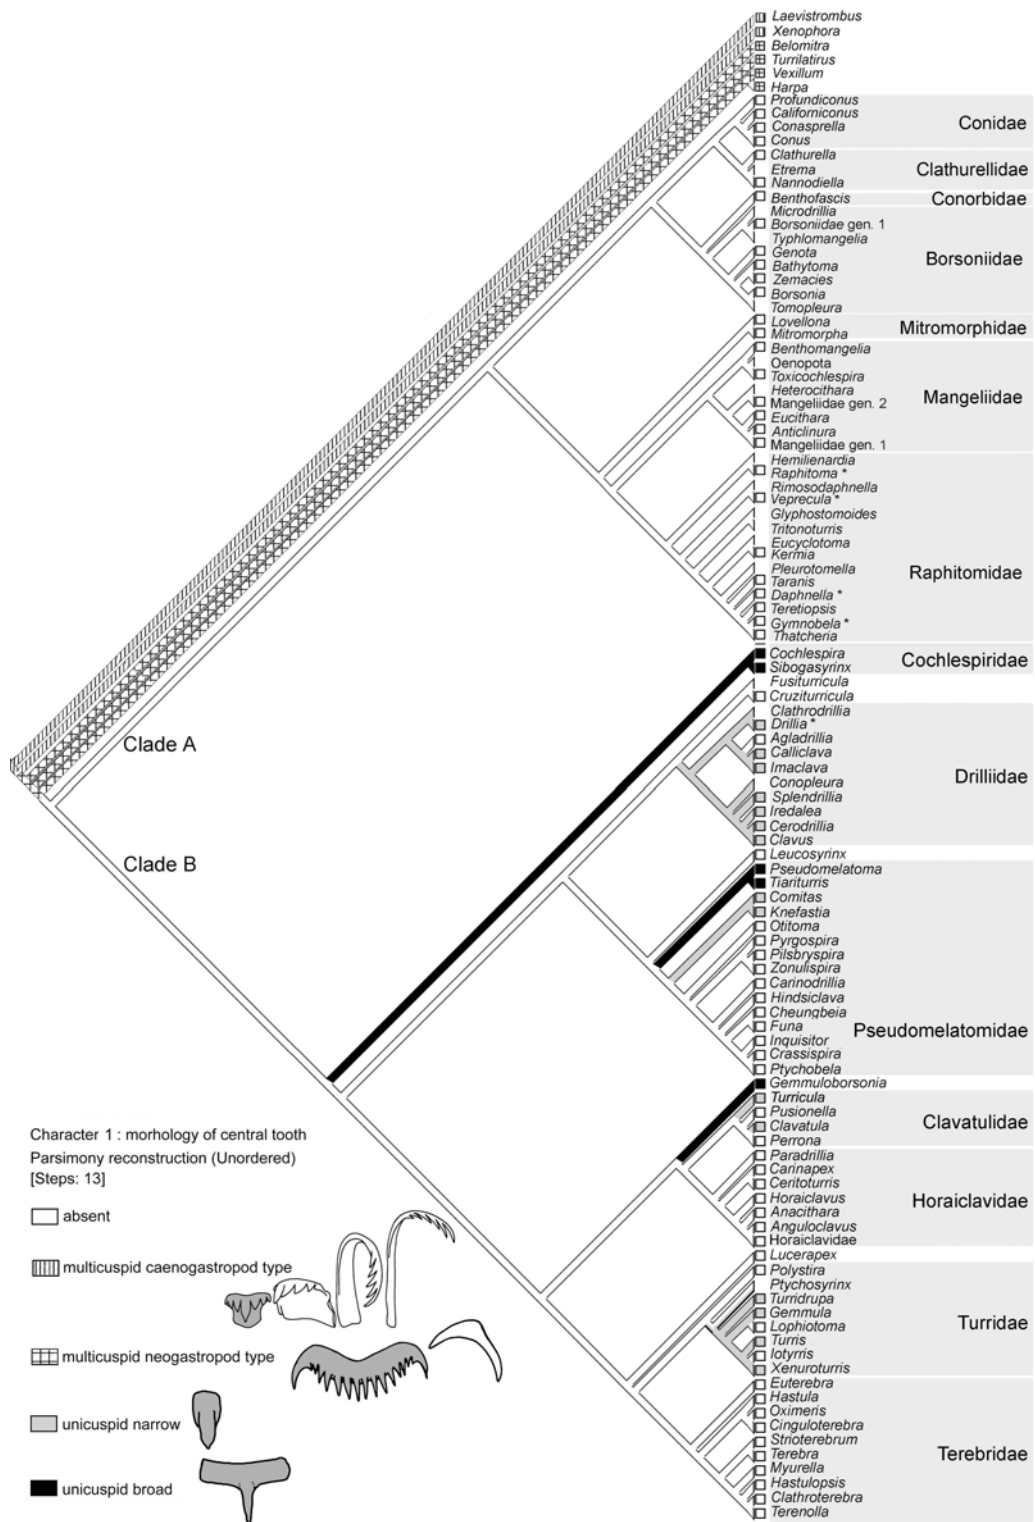 Laevistrombus
Xenophora
Belomitra
Turrilatirus
Vexillum
Harpa
Profundiconus
Californiconus
Conasprella
Conus
Conidae
Clathurella
Etrema
Nannodiella
Clathurellidae
Benthofascis
Conorbidae
Microdrillia
Borsoniidae gen. 1
Typhlomangelia
Genota
Bathytoma
Zemacies
Borsonia
Tomopleura
Borsoniidae
Lovellona
Mitromorpha
Mitromorphidae
Benthomangelia
Oenopota
Toxicochlespira
Heterocithara
Mangeliidae gen. 2
Eucithara
Anticlinura
Mangeliidae gen. 1
Mangeliidae
Hemilienardia
Raphitoma *
Rimosodaphnella
Veprecula *
Glyphostomoides
Tritonoturris
Eucyclotoma
Kermia
Pleurotomella
Taranis
Daphnella *
Teretiopsis
Gymnobela *
Thatcheria
Raphitomidae
Cochlespira
Sibogasyrinx
Cochlespiridae
Fusiturricula
Cruziturricula
Clathrodrillia
Drillia *
Agladrillia
Calliclava
Imaclava
Conopleura
Splendrillia
Iredalea
Cerodrillia
Clavus
Drilliidae
Leucosyrinx
Pseudomelatoma
Tiariturris
Comitas
Knefastia
Otitoma
Pyrgospira
Pilsbryspira
Zonulispira
Carinodrillia
Hindsiclava
Cheungbeia
Funa
Inquisitor
Crassispira
Ptychobela
Pseudomelatomidae
Gemmuloborsonia
Turricula
Pusionella
Clavatula
Perrona
Clavatulidae
Paradrillia
Carinapex
Ceritoturris
Horaiclavus
Anacithara
Anguloclavus
Horaiclavidae
Horaiclavidae
Lucerapex
Polystira
Ptychosyrinx
Turridrupa
Gemmula
Lophiotoma
Turris
Iotyrris
Xenuroturris
Turridae
Euterebra
Hastula
Oximeris
Cinguloterebra
Strioterebrum
Terebra
Myurella
Hastulopsis
Clathroterebra
Terenolla
Terebridae
Clade A
Clade B
Character 1 : morhology of central tooth
Parsimony reconstruction (Unordered)
[Steps: 13]
absent
multicuspid caenogastropod type
multicuspid neogastropod type
unicuspid narrow
unicuspid broad